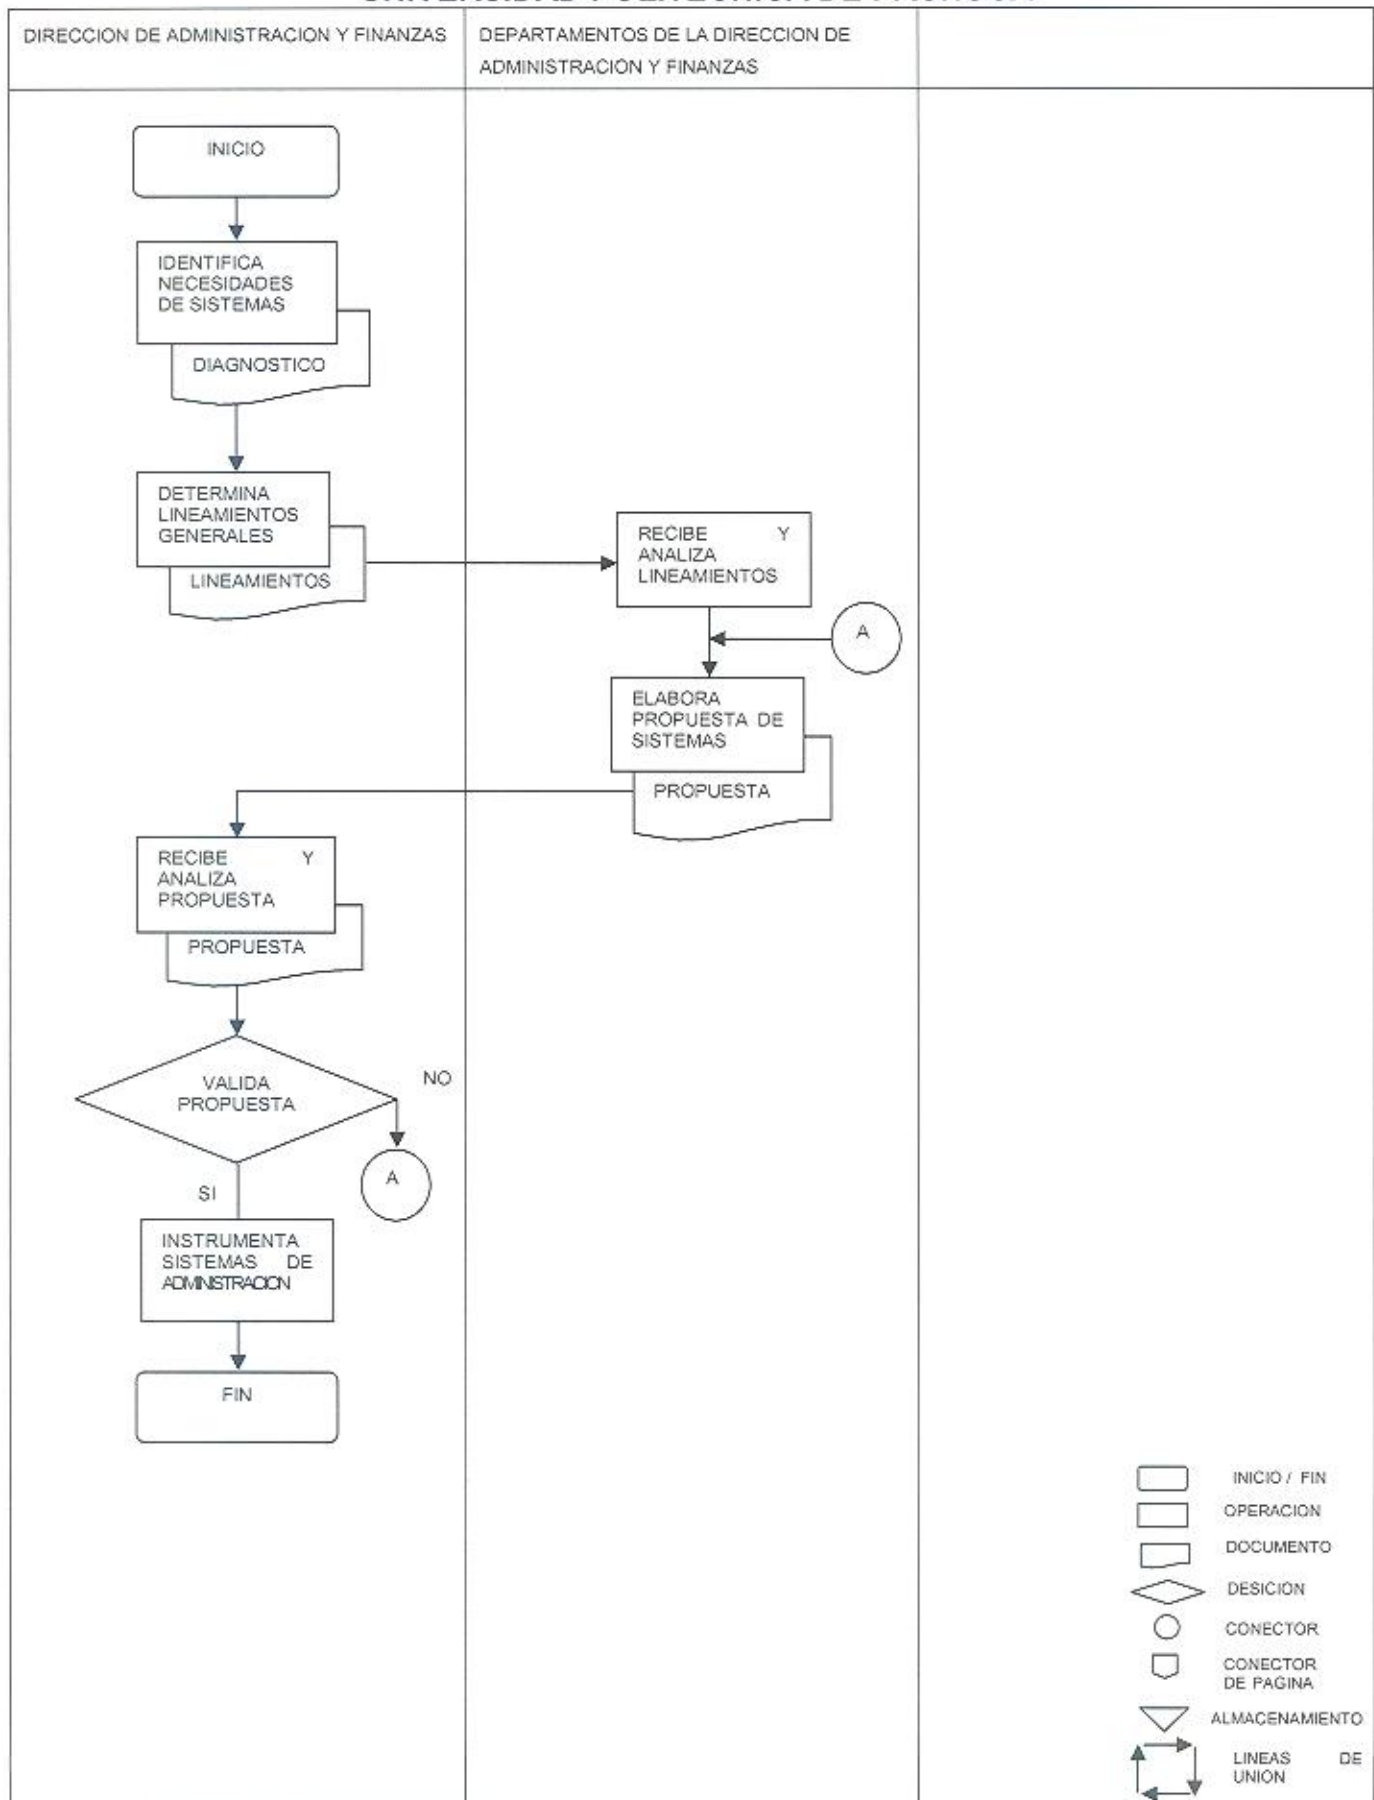 DIRECCION DE ADMINISTRACION Y FINANZAS
DEPARTAMENTOS DE LA DIRECCION DE
ADMINISTRACION Y FINANZAS
INICIO
IDENTIFICA
NECESIDADES
DE SISTEMAS
DIAGNOSTICO
DETERMINA
LINEAMIENTOS
GENERALES
LINEAMIENTOS
RECIBE Y
ANALIZA
LINEAMIENTOS
A
ELABORA
PROPUESTA DE
SISTEMAS
PROPUESTA
RECIBE Y
ANALIZA
PROPUESTA
PROPUESTA
VALIDA
PROPUESTA
NO
A
SI
INSTRUMENTA
SISTEMAS DE
ADMINISTRACION
FIN
INICIO / FIN
OPERACION
DOCUMENTO
DESICION
CONECTOR
CONECTOR
DE PAGINA
ALMACENAMIENTO
LINEAS DE
UNION